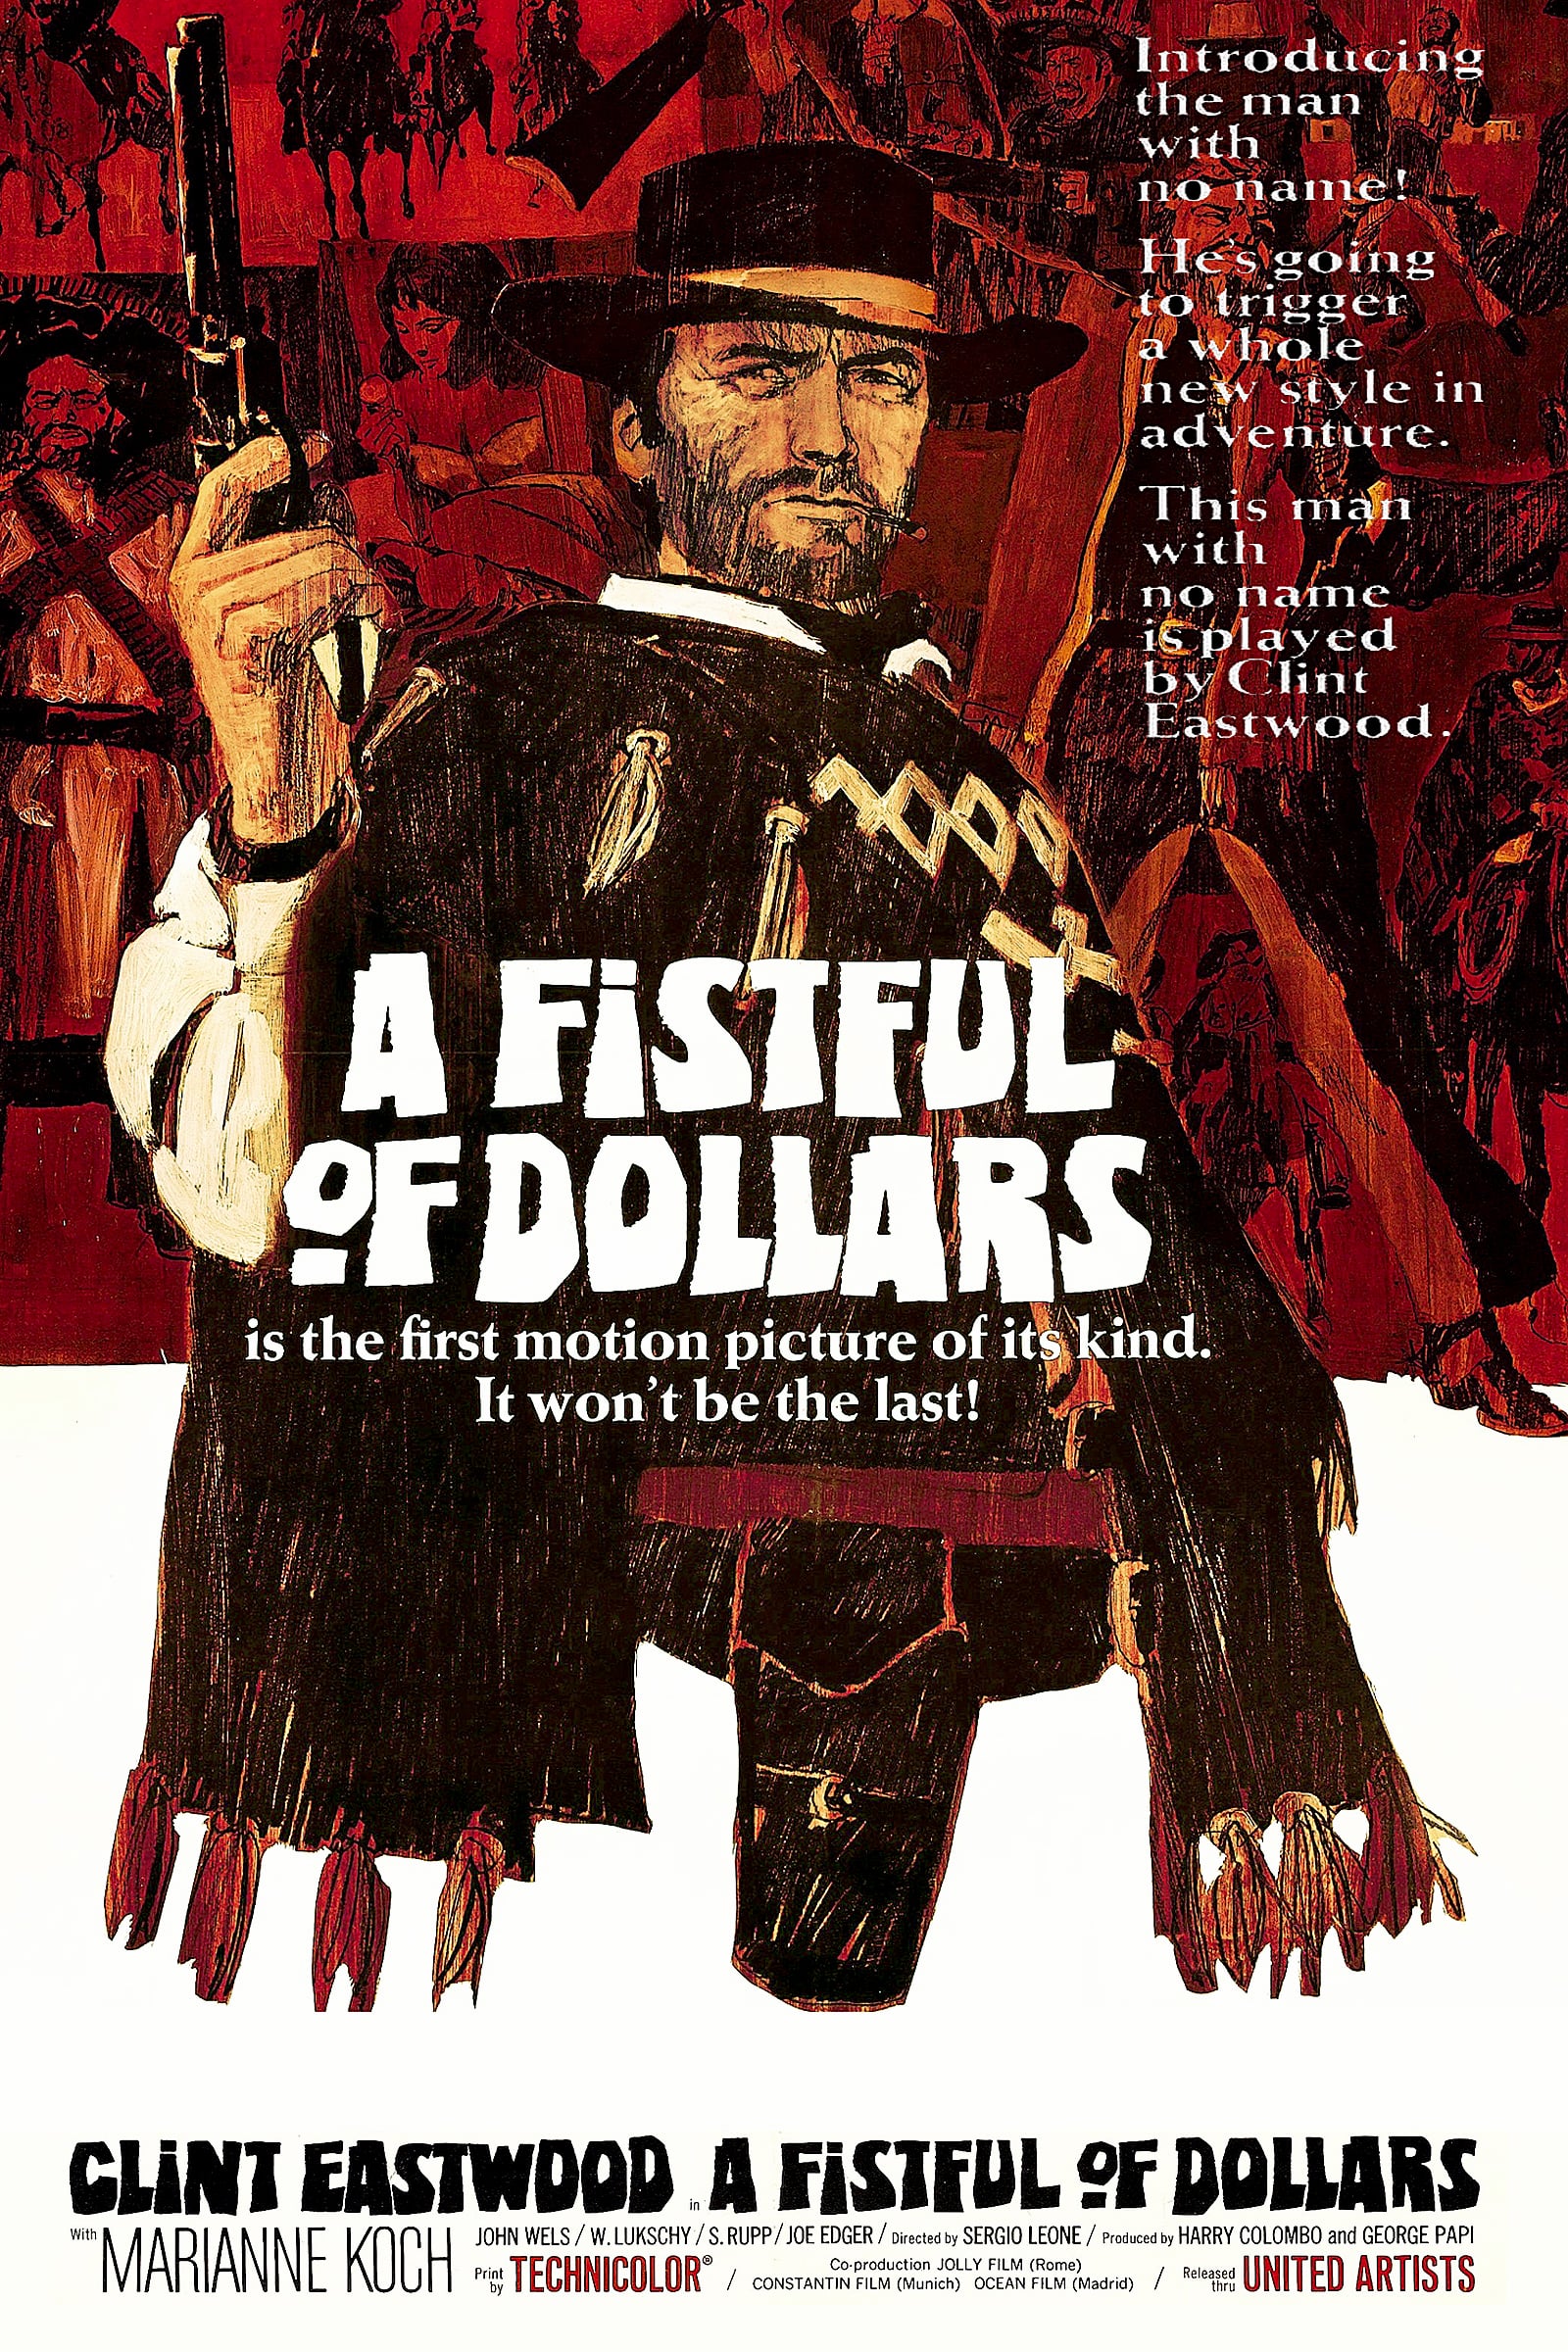 Introducing
the man
with
no name!
He's going
to trigger
a whole
new style in
adventure.
This man
with
no name
is played
by Clint
Eastwood.
A FiSTFUL
OF DOLLARS
is the first motion picture of its kind.
It won't be the last!
CLiNT EASTWOOD in A FiSTFUL OF DOLLARS
With MARIANNE KOCH
JOHN WELS / W. LUKSCHY / S. RUPP / JOE EDGER / Directed by SERGIO LEONE / Produced by HARRY COLOMBO and GEORGE PAPI
Print by TECHNICOLOR® / Co-production JOLLY FILM (Rome)
CONSTANTIN FILM (Munich) OCEAN FILM (Madrid) / Released thru UNITED ARTISTS